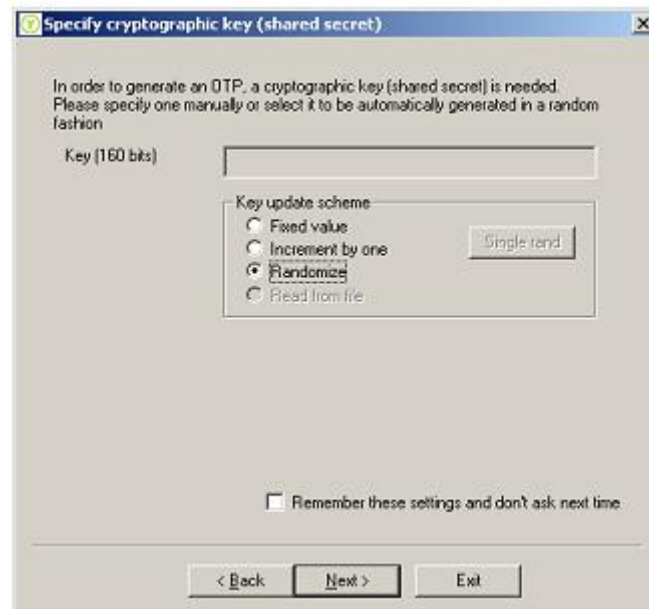 Specify cryptographic key (shared secret)
In order to generate an OTP, a cryptographic key (shared secret) is needed.
Please specify one manually or select it to be automatically generated in a random
fashion
Key (160 bits)
Key update scheme
Fixed value
Increment by one
Single rand
Randomize
Read from file
Remember these settings and don't ask next time
< Back
Next >
Exit